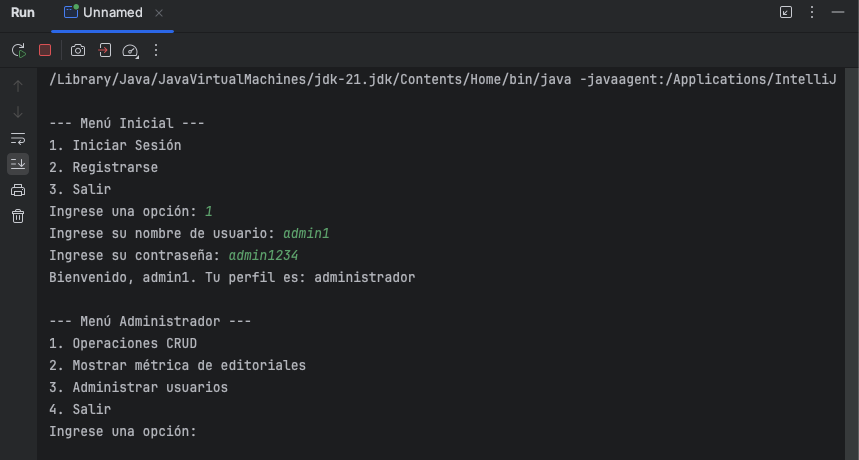 Run
Unnamed
/Library/Java/JavaVirtualMachines/jdk-21.jdk/Contents/Home/bin/java -javaagent:/Applications/IntelliJ
--- Menú Inicial ---
1. Iniciar Sesión
2. Registrarse
3. Salir
Ingrese una opción: 1
Ingrese su nombre de usuario: admin1
Ingrese su contraseña: admin1234
Bienvenido, admin1. Tu perfil es: administrador
--- Menú Administrador ---
1. Operaciones CRUD
2. Mostrar métrica de editoriales
3. Administrar usuarios
4. Salir
Ingrese una opción: